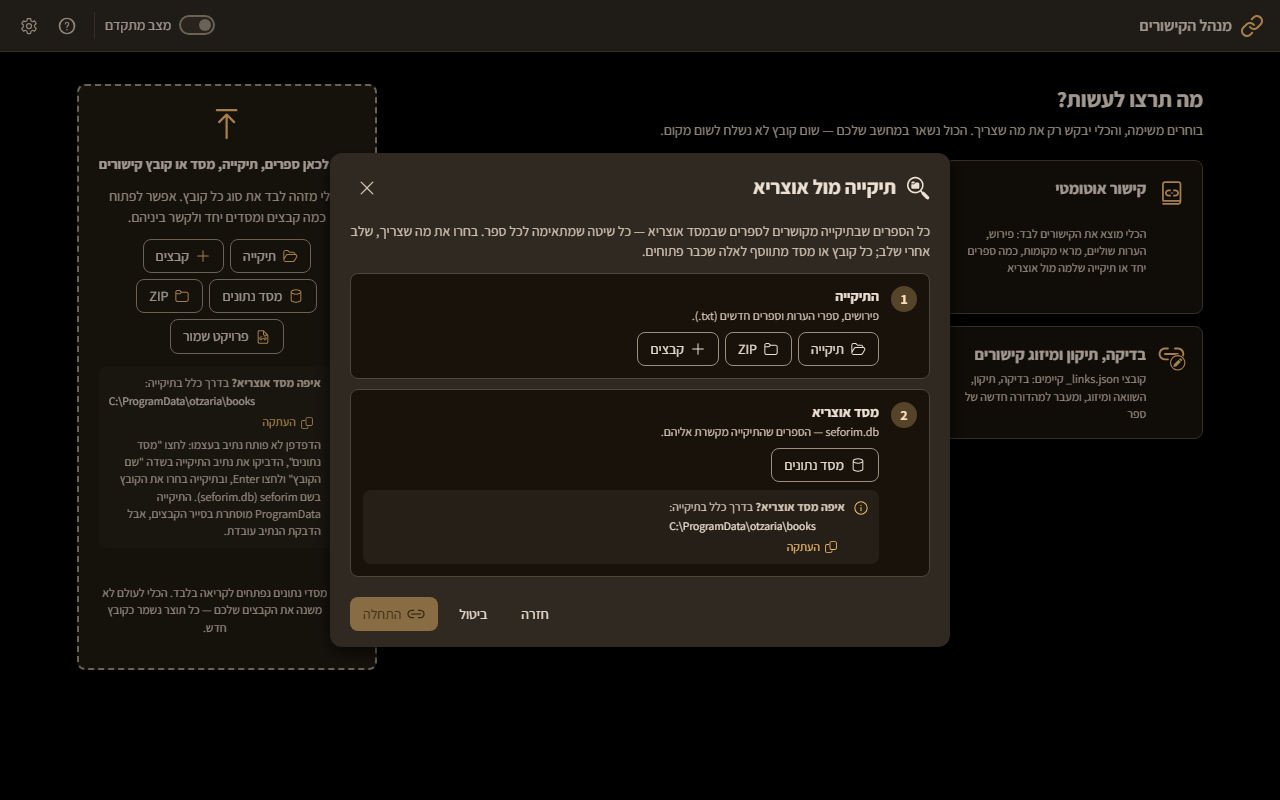 מנהל הקישורים
מצב מתקדם
מה תרצו לעשות?
בוחרים משימה, והכלי יבקש רק את מה שצריך. הכול נשאר במחשב שלכם — שום קובץ לא נשלח לשום מקום.
קישור אוטומטי
הכלי מוצא את הקישורים לבד: פירוש,
הערות שוליים, מראי מקומות, כמה ספרים
יחד או תיקייה שלמה מול אוצריא
בדיקה, תיקון ומיזוג קישורים
קובצי ‎_links.json קיימים: בדיקה, תיקון,
השוואה ומיזוג, ומעבר למהדורה חדשה של
ספר
תיקייה מול אוצריא
כל הספרים שבתיקייה מקושרים לספרים שבמסד אוצריא — כל שיטה שמתאימה לכל ספר. בחרו את מה שצריך, שלב
אחרי שלב; כל קובץ או מסד מתווסף לאלה שכבר פתוחים.
1
התיקייה
פירושים, ספרי הערות וספרים חדשים (txt.).
תיקייה
ZIP
קבצים
2
מסד אוצריא
seforim.db — הספרים שהתיקייה מקשרת אליהם.
מסד נתונים
איפה מסד אוצריא? בדרך כלל בתיקייה:
C:\ProgramData\otzaria\books
העתקה
חזרה
ביטול
התחלה
לכאן ספרים, תיקייה, מסד או קובץ קישורים
לי מזהה לבד את סוג כל קובץ. אפשר לפתוח
כמה קבצים ומסדים יחד ולקשר ביניהם.
תיקייה
קבצים
מסד נתונים
ZIP
פרויקט שמור
איפה מסד אוצריא? בדרך כלל בתיקייה:
C:\ProgramData\otzaria\books
העתקה
הדפדפן לא פותח נתיב בעצמו: לחצו "מסד
נתונים", הדביקו את נתיב התיקייה בשדה "שם
הקובץ" ולחצו Enter, ובתיקייה בחרו את הקובץ
בשם seforim (seforim.db). התיקייה
ProgramData מוסתרת בסייר הקבצים, אבל
הדבקת הנתיב עובדת.
מסדי נתונים נפתחים לקריאה בלבד. הכלי לעולם לא
משנה את הקבצים שלכם — כל תוצר נשמר כקובץ
חדש.